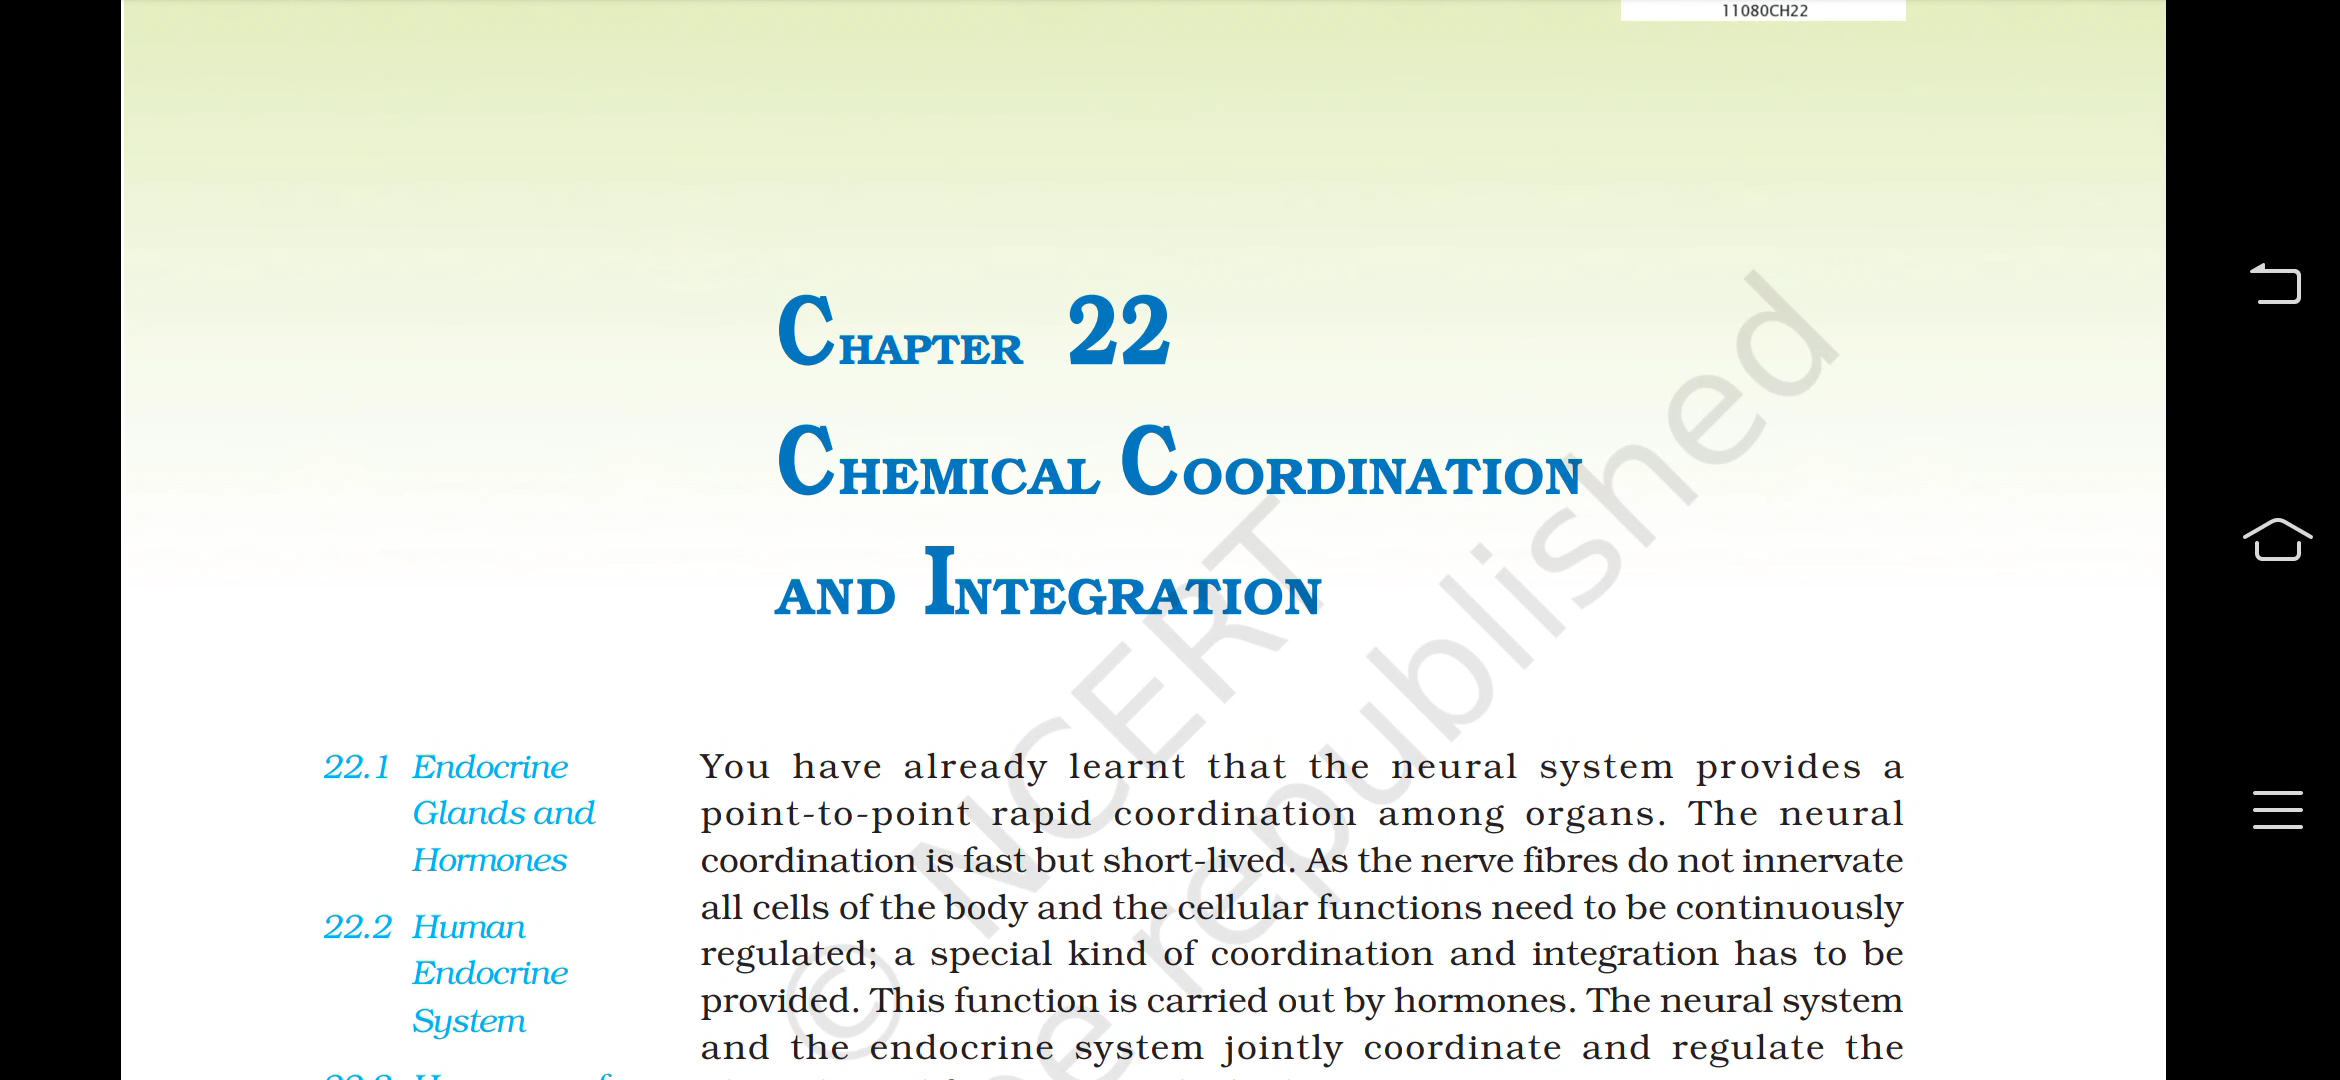 11080CH22
CHAPTER 22
CHEMICAL COORDINATION
AND INTEGRATION
22.1 Endocrine
Glands and
Hormones
22.2 Human
Endocrine
System
You have already learnt that the neural system provides a
point-to-point rapid coordination among organs. The neural
coordination is fast but short-lived. As the nerve fibres do not innervate
all cells of the body and the cellular functions need to be continuously
regulated; a special kind of coordination and integration has to be
provided. This function is carried out by hormones. The neural system
and the endocrine system jointly coordinate and regulate the
© NCERT
republished